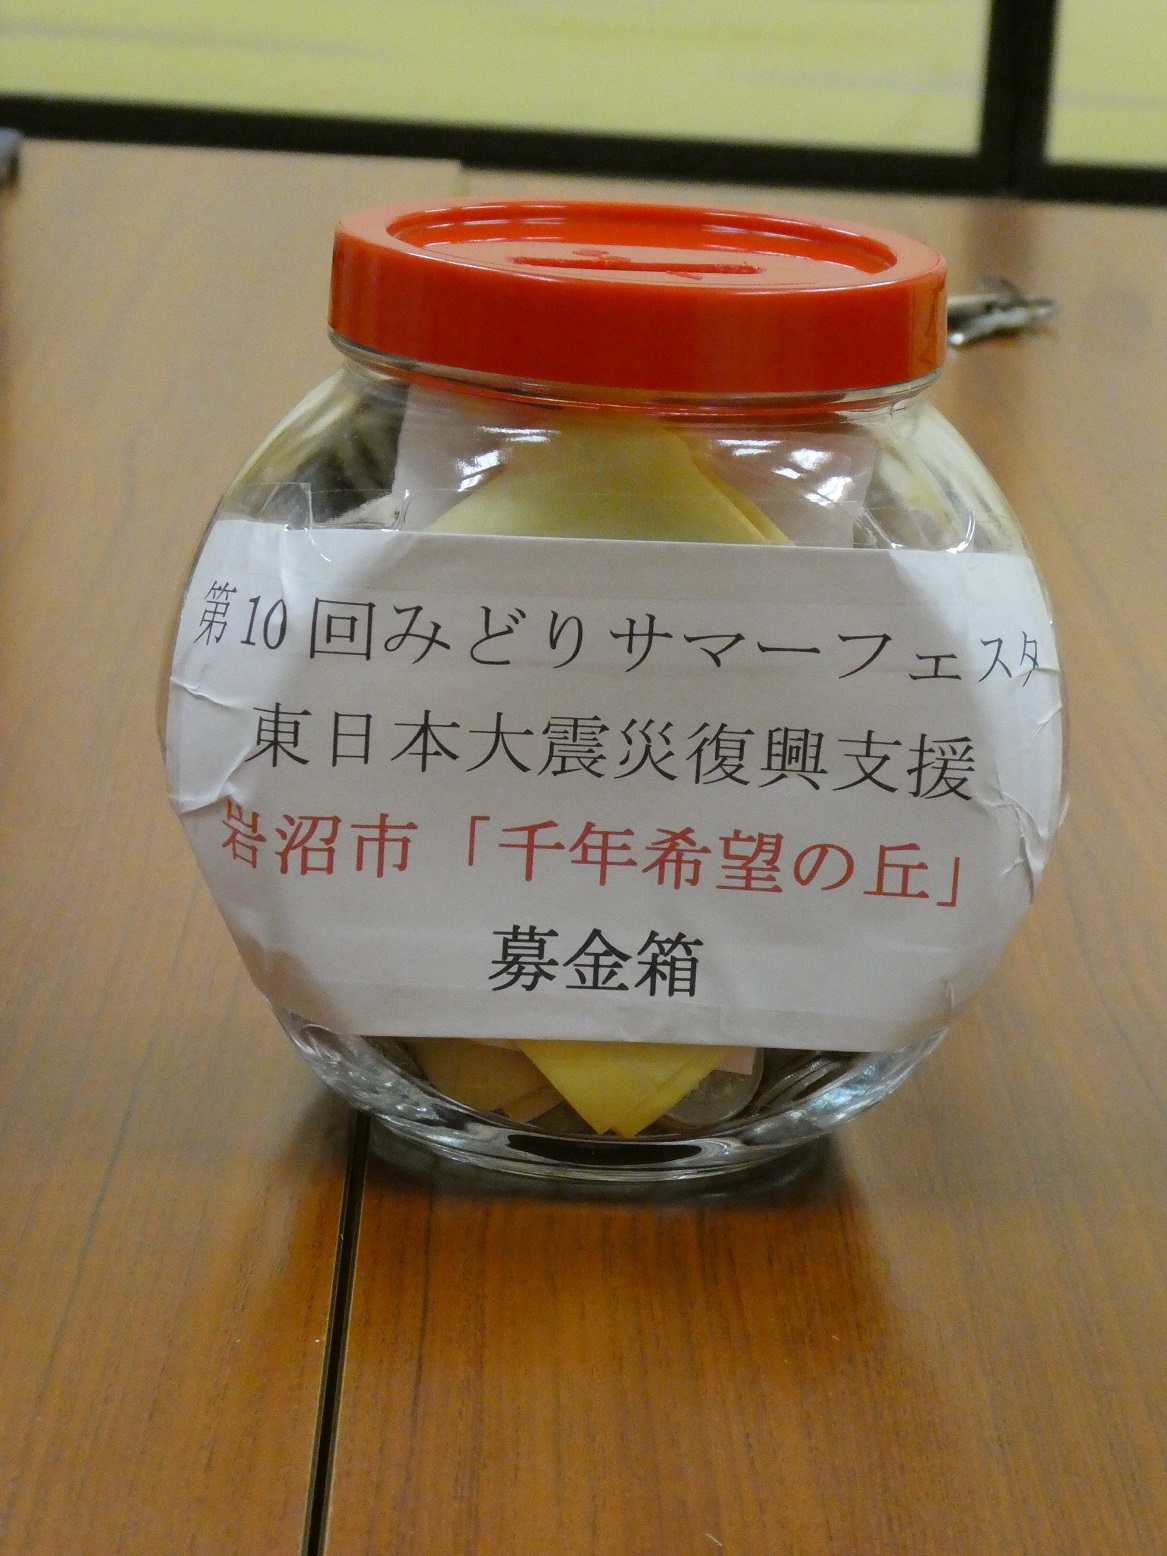 第10回みどりサマーフェスタ
東日本大震災復興支援
岩沼市「千年希望の丘」
募金箱